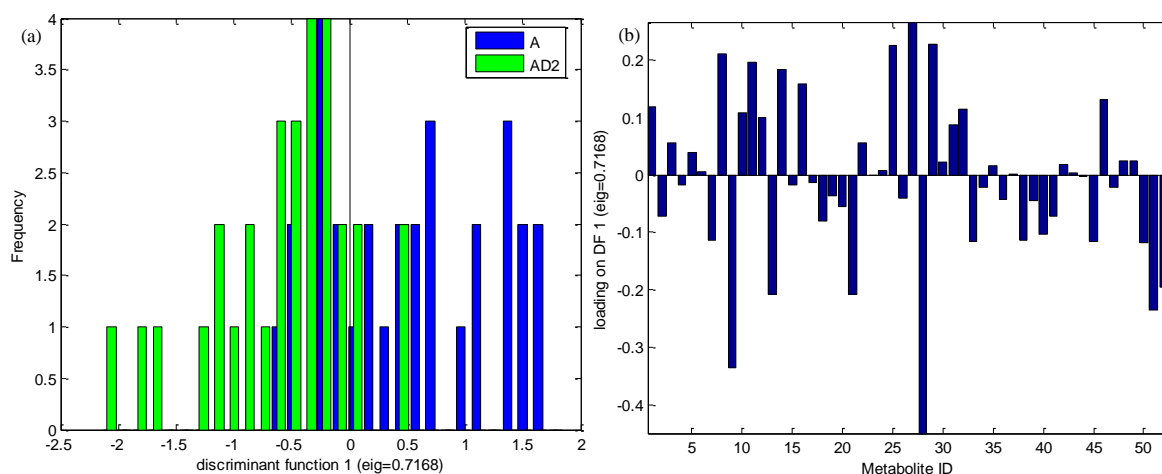 (a)
A
AD2
4
3.5
3
2.5
2
1.5
1
0.5
0
Frequency
-2.5 -2 -1.5 -1 -0.5 0 0.5 1 1.5 2
discriminant function 1 (eig=0.7168)
(b)
0.2
0.1
0
-0.1
-0.2
-0.3
-0.4
loading on DF 1 (eig=0.7168)
5 10 15 20 25 30 35 40 45 50
Metabolite ID